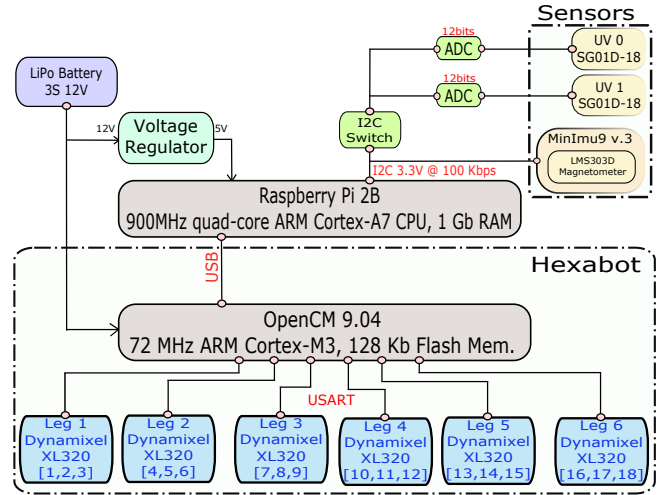 Sensors
12bits
ADC
UV 0
SG01D-18
LiPo Battery
3S 12V
12bits
ADC
UV 1
SG01D-18
12V
Voltage
Regulator
5V
I2C
Switch
MinImu9 v.3
LMS303D
Magnetometer
I2C 3.3V @ 100 Kbps
Raspberry Pi 2B
900MHz quad-core ARM Cortex-A7 CPU, 1 Gb RAM
USB
Hexabot
OpenCM 9.04
72 MHz ARM Cortex-M3, 128 Kb Flash Mem.
USART
Leg 1
Dynamixel
XL320
[1,2,3]
Leg 2
Dynamixel
XL320
[4,5,6]
Leg 3
Dynamixel
XL320
[7,8,9]
Leg 4
Dynamixel
XL320
[10,11,12]
Leg 5
Dynamixel
XL320
[13,14,15]
Leg 6
Dynamixel
XL320
[16,17,18]